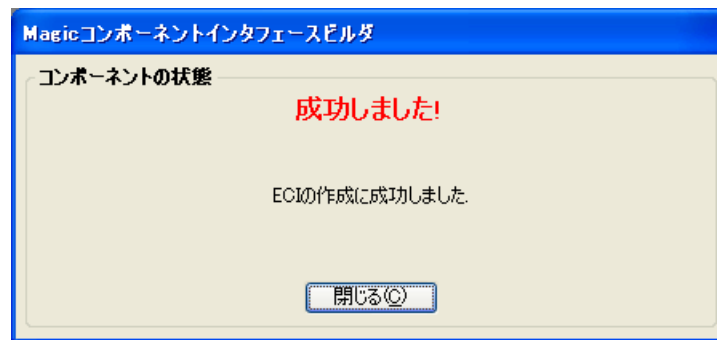 Magicコンポーネントインタフェースビルダ
コンポーネントの状態
成功しました!
ECIの作成に成功しました.
閉じる(C)